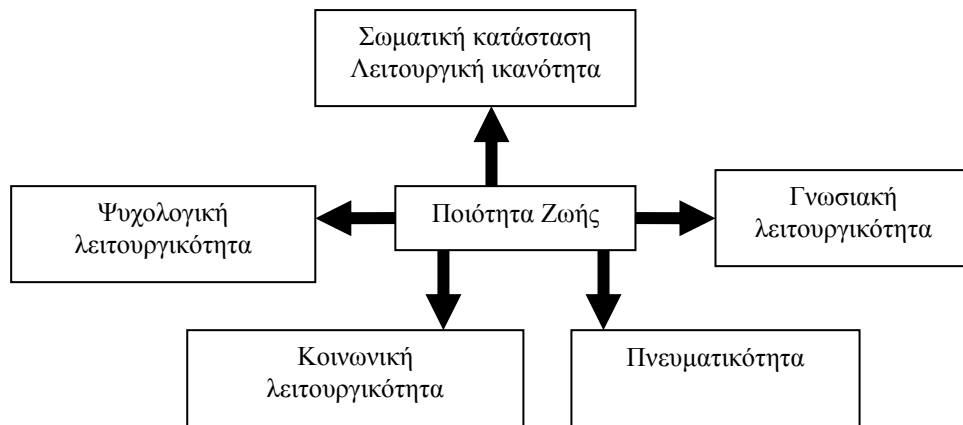 Σωματική κατάσταση
Λειτουργική ικανότητα
Ψυχολογική
λειτουργικότητα
Ποιότητα Ζωής
Γνωσιακή
λειτουργικότητα
Κοινωνική
λειτουργικότητα
Πνευματικότητα